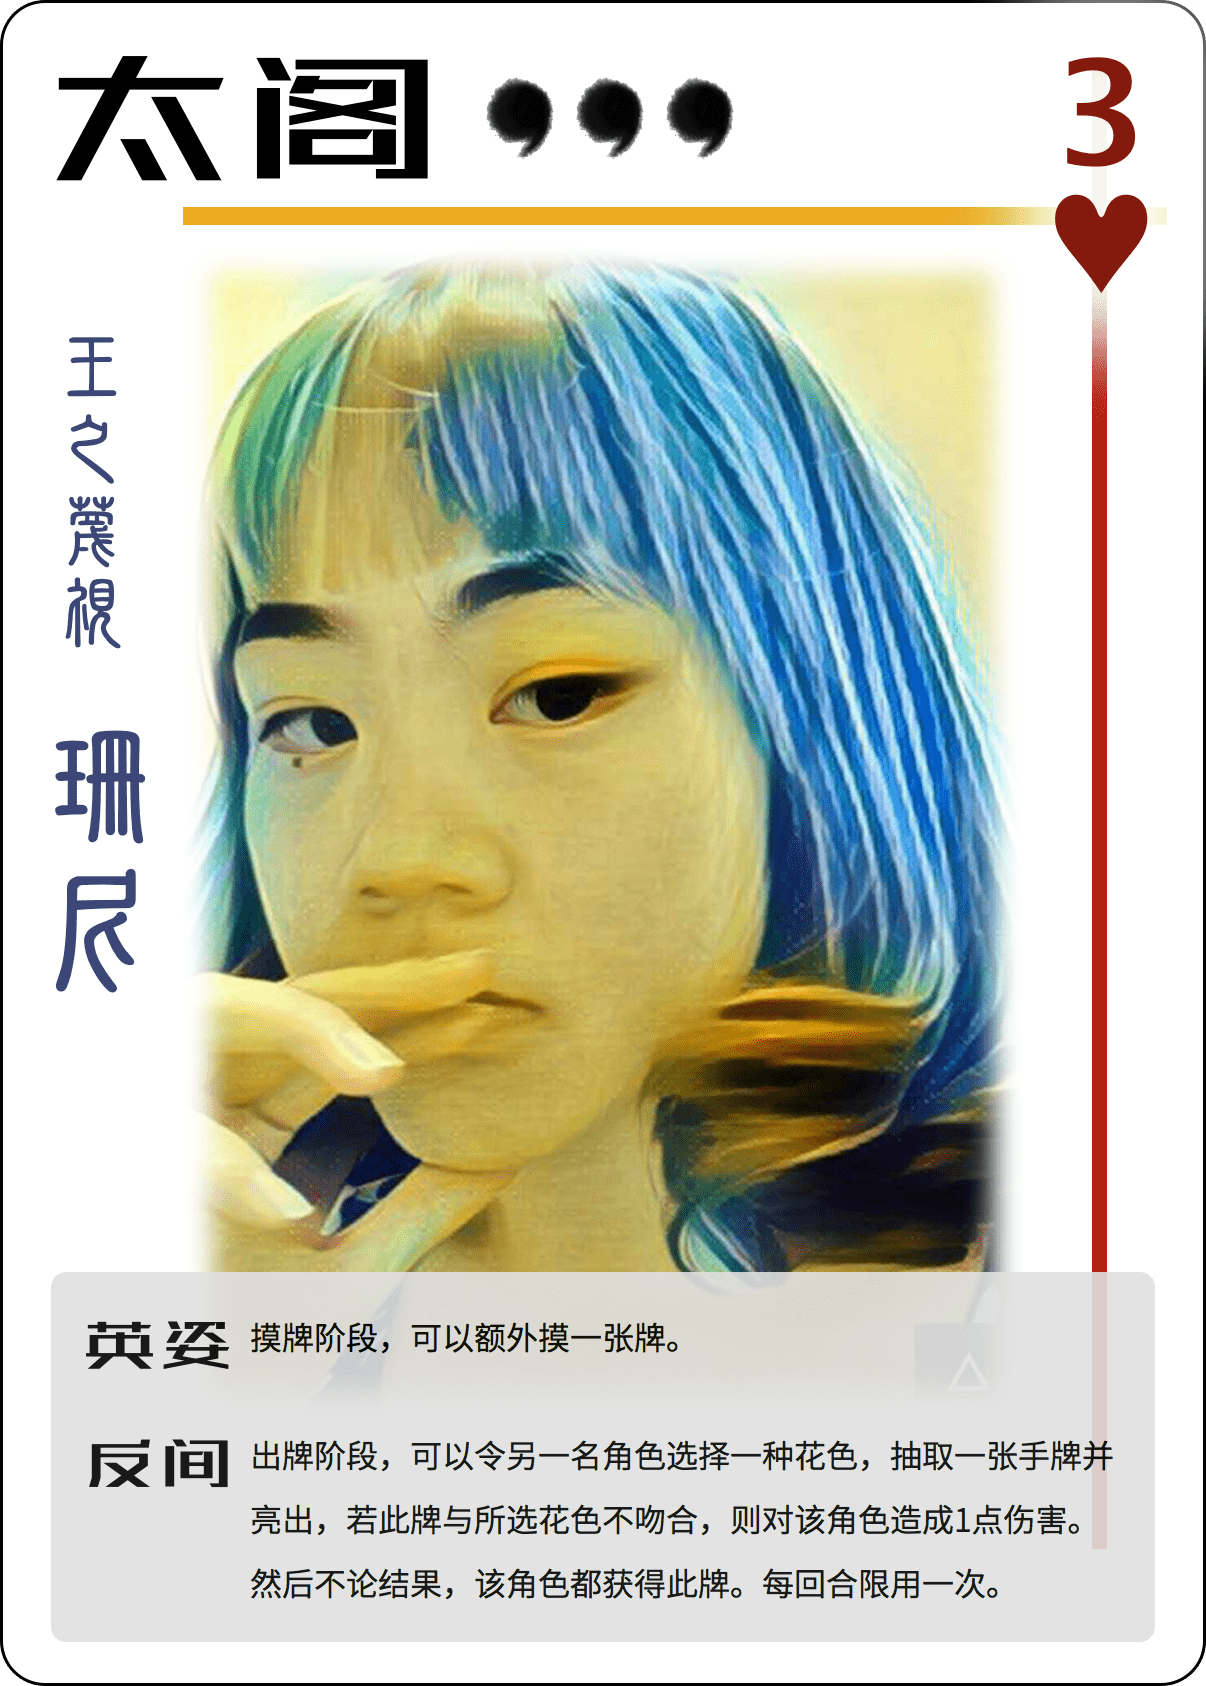 太阁
3
王之蔑視
珊尼
英姿 摸牌阶段，可以额外摸一张牌。
反间 出牌阶段，可以令另一名角色选择一种花色，抽取一张手牌并
亮出，若此牌与所选花色不吻合，则对该角色造成1点伤害。
然后不论结果，该角色都获得此牌。每回合限用一次。